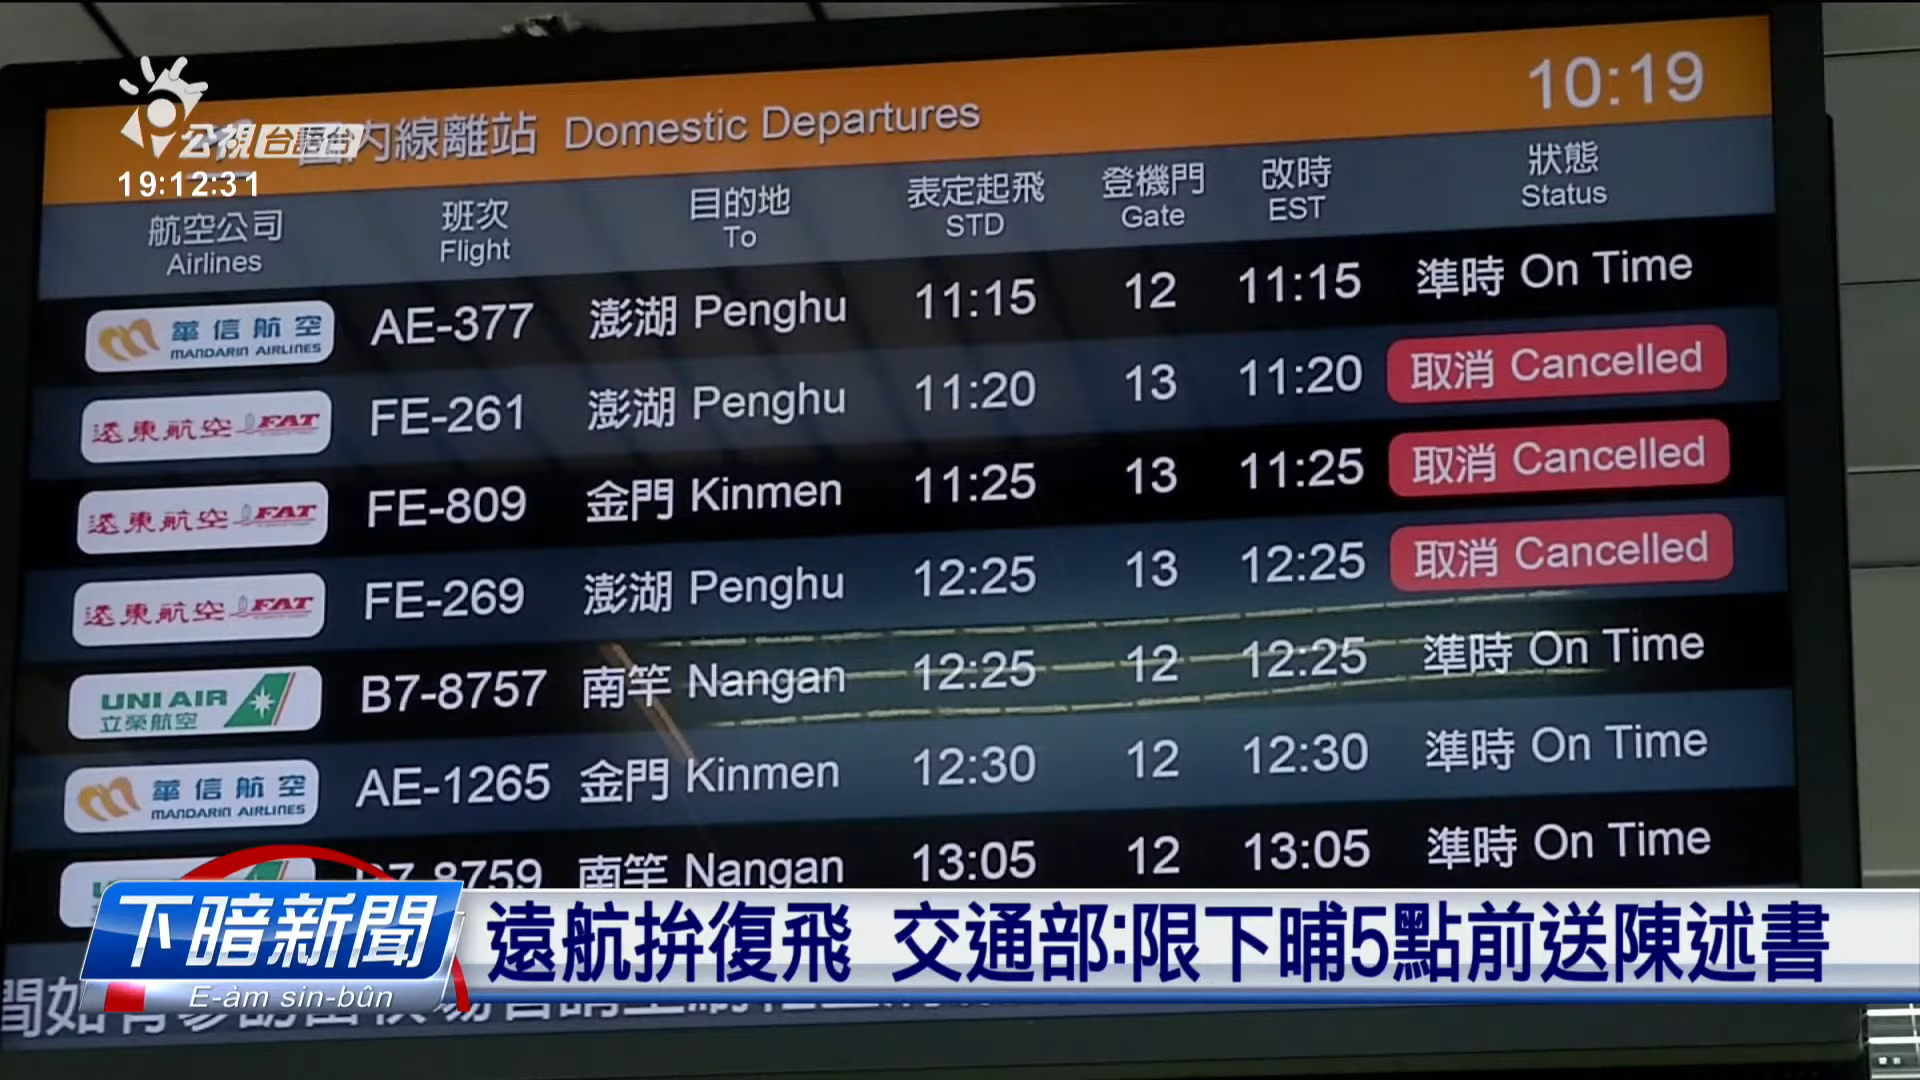 公視 台語台
19:12:31
國內線離站 Domestic Departures
10:19
航空公司 班次 目的地 表定起飛 登機門 改時 狀態
Airlines Flight To STD Gate EST Status
華信航空 MANDARIN AIRLINES AE-377 澎湖 Penghu 11:15 12 11:15 準時 On Time
遠東航空 FAT FE-261 澎湖 Penghu 11:20 13 11:20 取消 Cancelled
遠東航空 FAT FE-809 金門 Kinmen 11:25 13 11:25 取消 Cancelled
遠東航空 FAT FE-269 澎湖 Penghu 12:25 13 12:25 取消 Cancelled
UNI AIR 立榮航空 B7-8757 南竿 Nangan 12:25 12 12:25 準時 On Time
華信航空 MANDARIN AIRLINES AE-1265 金門 Kinmen 12:30 12 12:30 準時 On Time
B7-8759 南竿 Nangan 13:05 12 13:05 準時 On Time
下暗新聞
E-àm sin-bûn
遠航拚復飛 交通部:限下晡5點前送陳述書